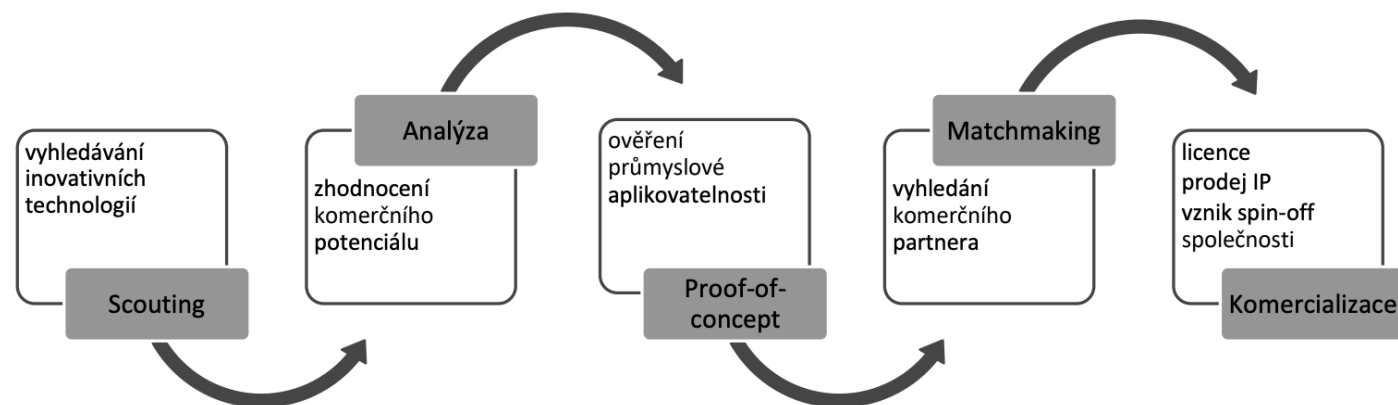 vyhledávání
inovativních
technologií
Scouting
Analýza
zhodnocení
komerčního
potenciálu
ověření
průmyslové
aplikovatelnosti
Proof-of-
concept
Matchmaking
vyhledání
komerčního
partnera
licence
prodej IP
vznik spin-off
společnosti
Komercializace